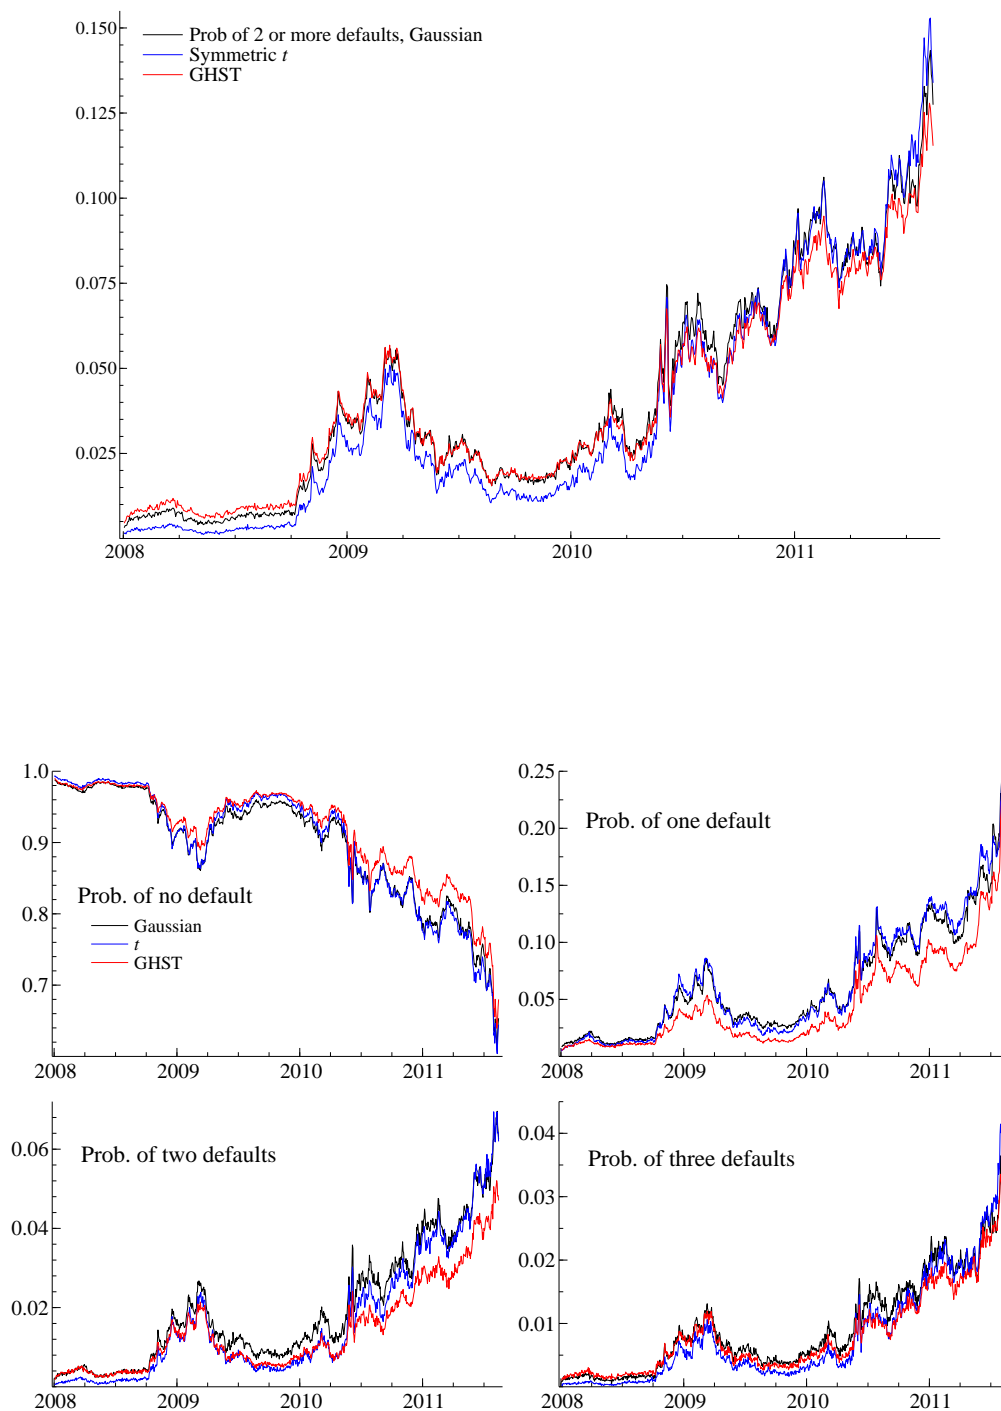 Prob of 2 or more defaults, Gaussian
Symmetric t
GHST
0.150
0.125
0.100
0.075
0.050
0.025
2008 2009 2010 2011
1.0
0.9
0.8
0.7
Prob. of no default
Gaussian
t
GHST
2008 2009 2010 2011
0.25
0.20
0.15
0.10
0.05
Prob. of one default
2008 2009 2010 2011
0.06
0.04
0.02
Prob. of two defaults
2008 2009 2010 2011
0.04
0.03
0.02
0.01
Prob. of three defaults
2008 2009 2010 2011